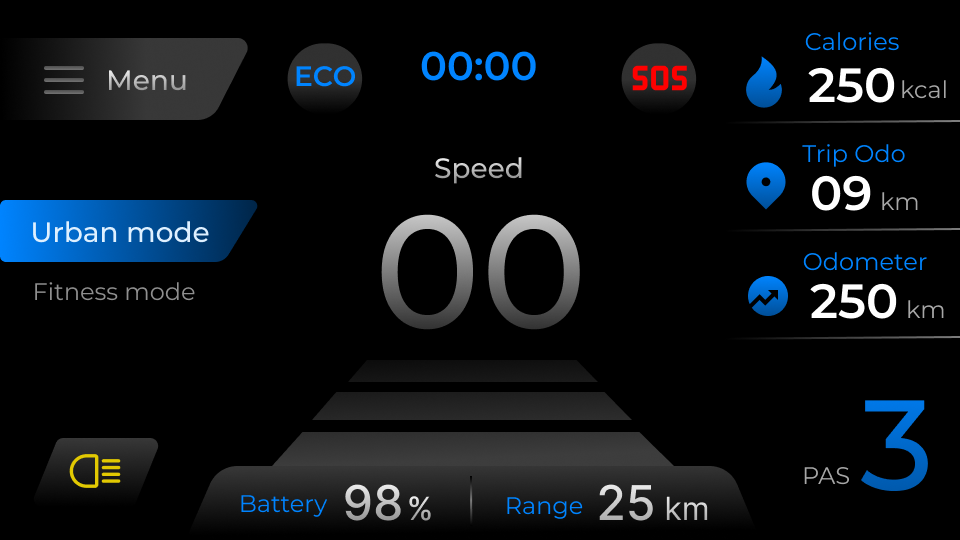 Menu
ECO
00:00
SOS
Calories
250 kcal
Trip Odo
09 km
Odometer
250 km
Speed
00
Urban mode
Fitness mode
PAS 3
Battery 98 %
Range 25 km